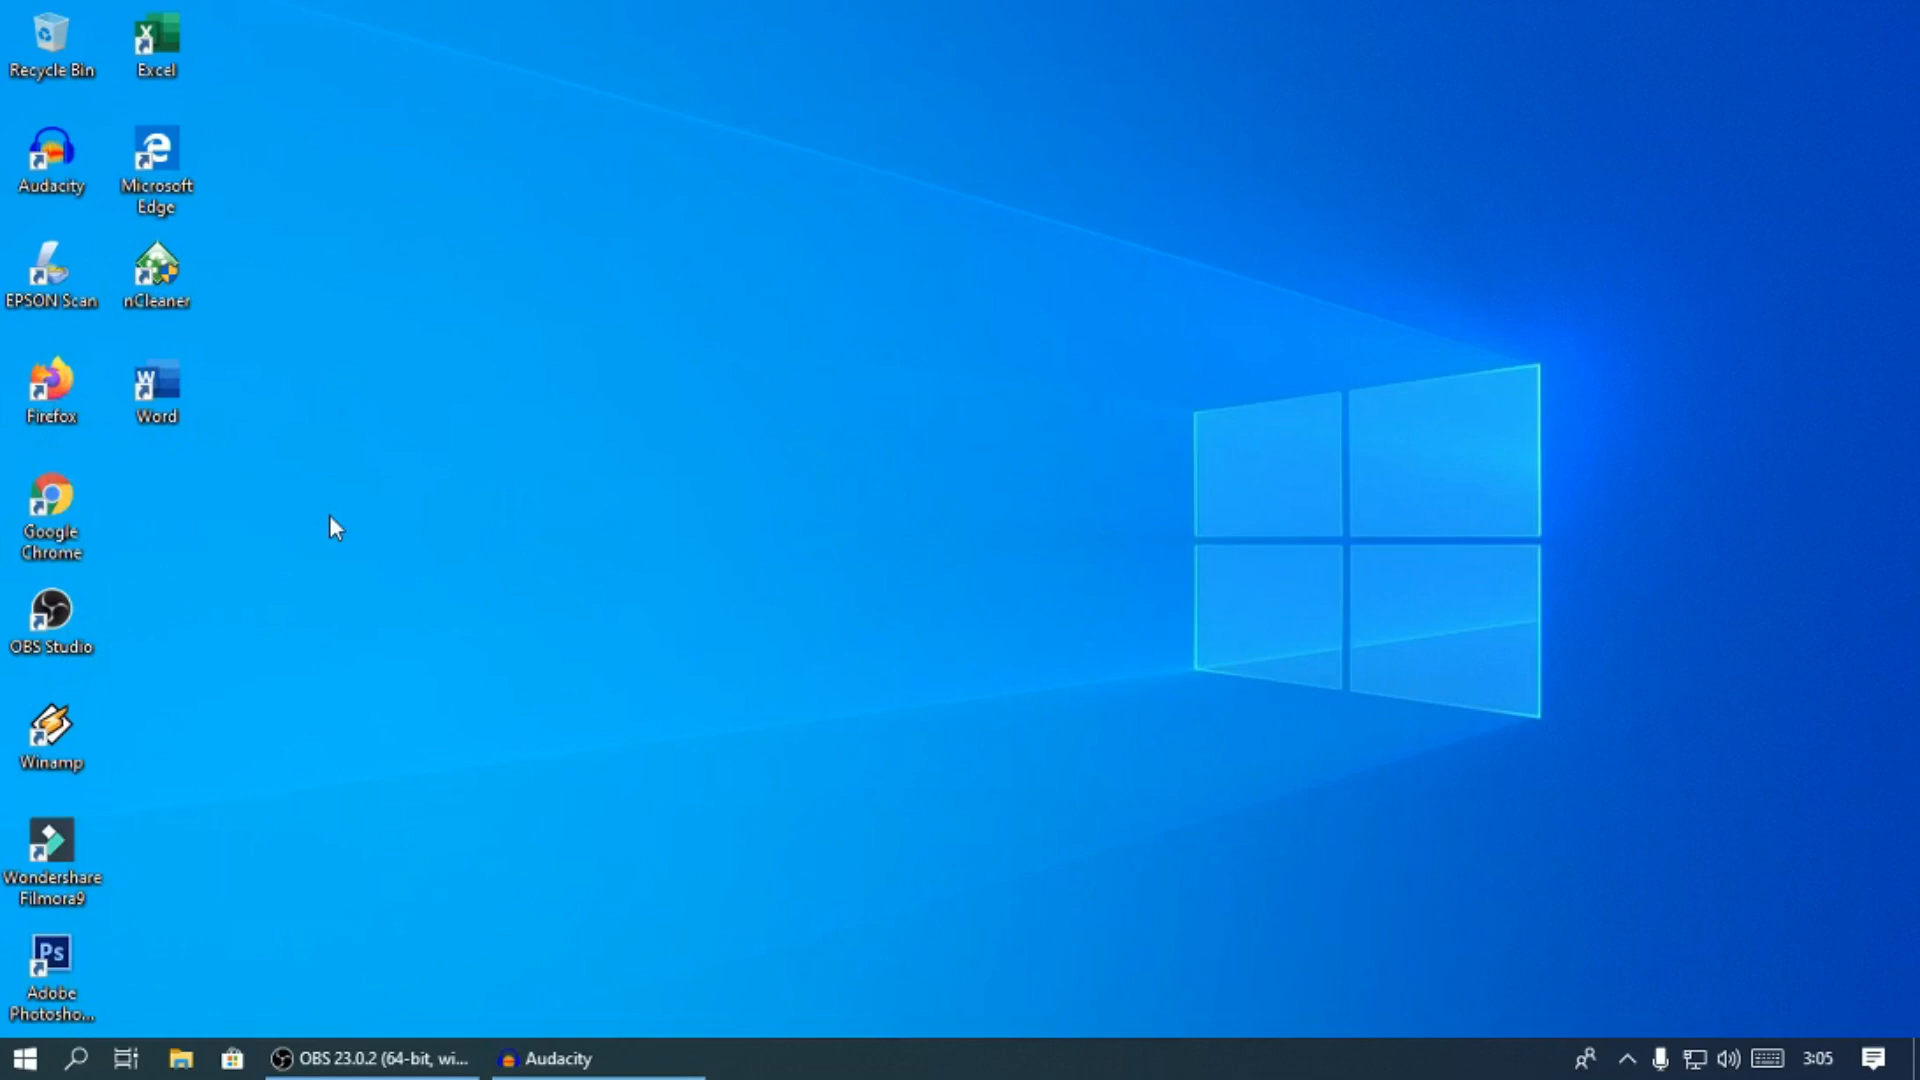 Recycle Bin
Excel
Audacity
Microsoft
Edge
EPSON Scan
nCleaner
Firefox
Word
Google
Chrome
OBS Studio
Winamp
Wondershare
Filmora9
Ps
Adobe
Photosho...
OBS 23.0.2 (64-bit, wi...
Audacity
3:05